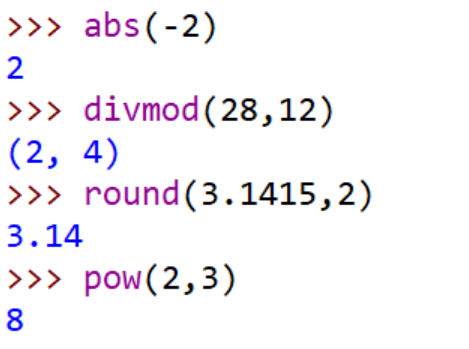 >>> abs(-2)
2
>>> divmod(28,12)
(2, 4)
>>> round(3.1415,2)
3.14
>>> pow(2,3)
8